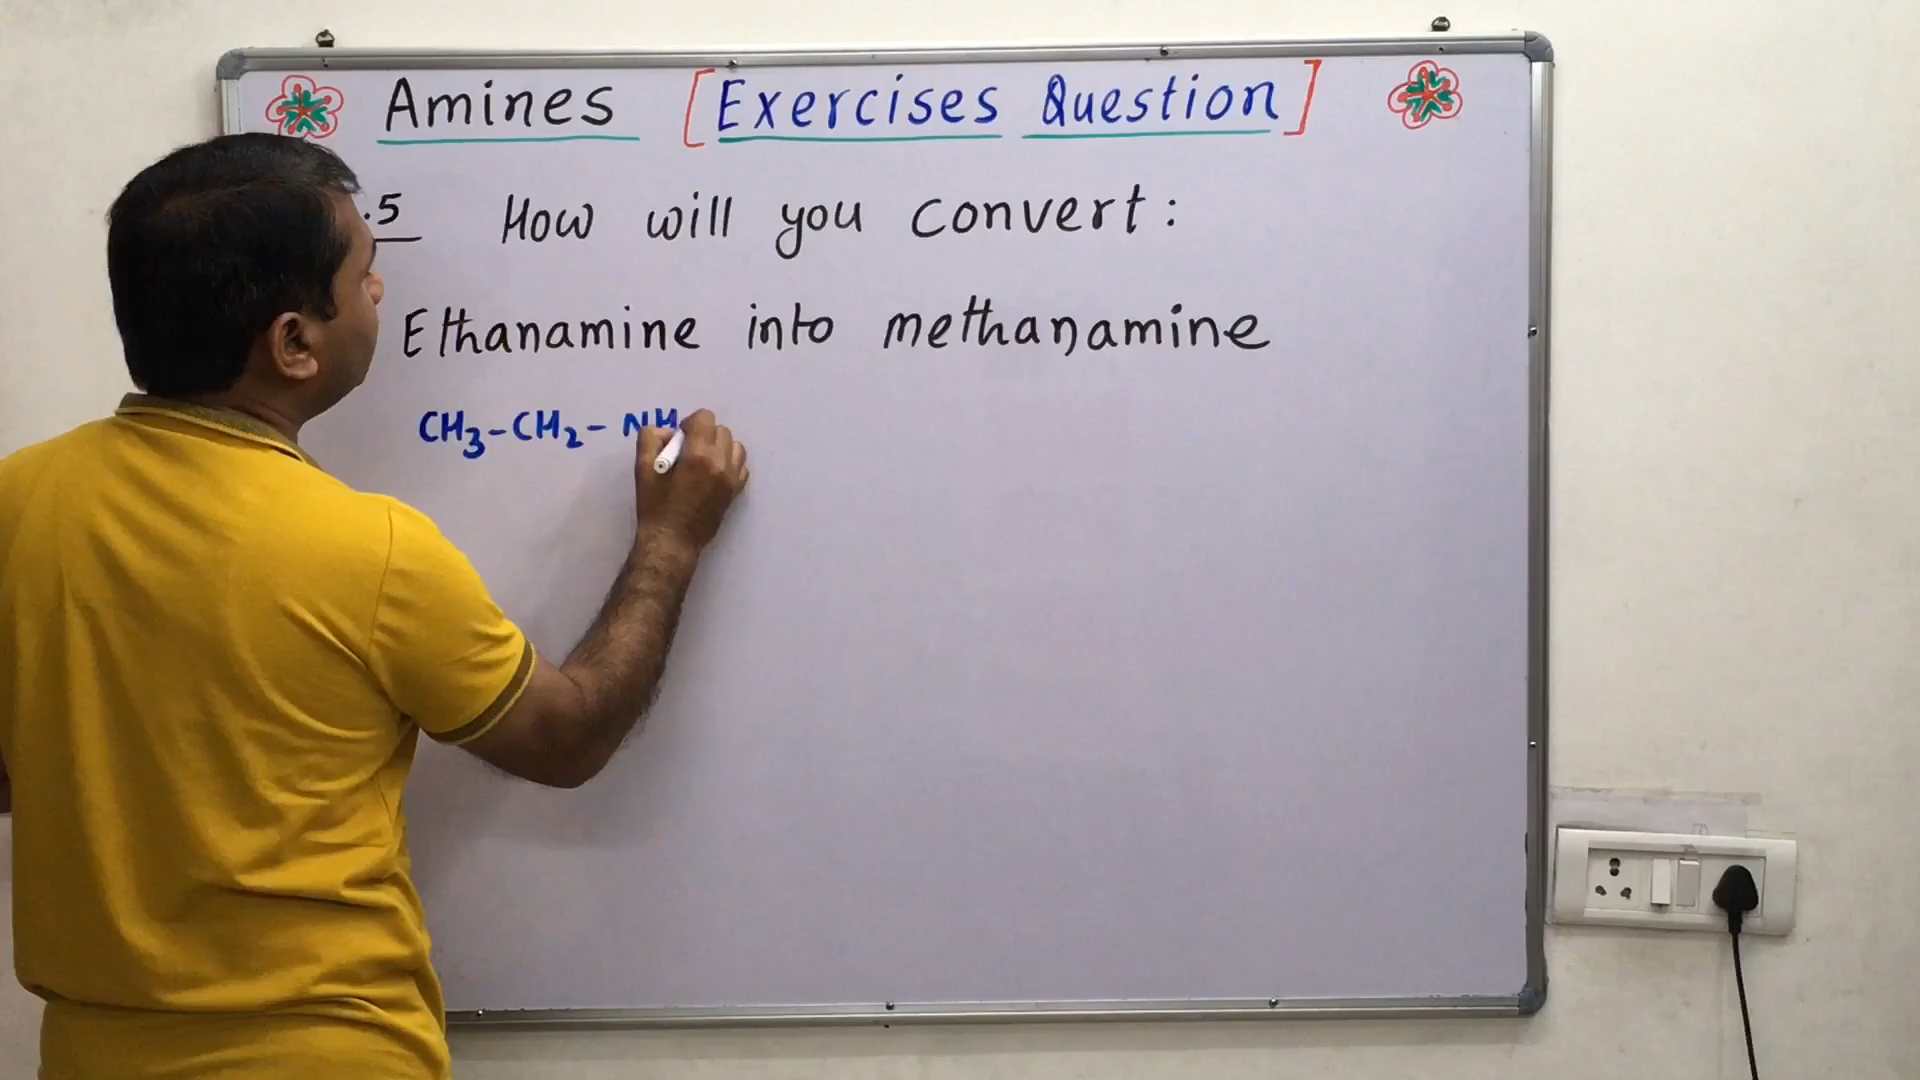 Amines [Exercises Question]
.5 How will you convert:
Ethanamine into methanamine
CH3-CH2-NH